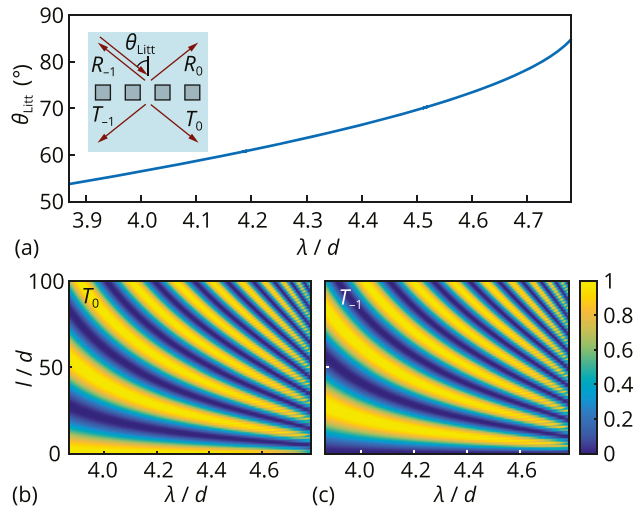 90
80
70
60
50
θLitt (°)
θLitt
R–1
R0
T–1
T0
3.9
4.0
4.1
4.2
4.3
4.4
4.5
4.6
4.7
(a)
λ / d
100
50
0
l / d
T0
T–1
1
0.8
0.6
0.4
0.2
0
4.0
4.2
4.4
4.6
4.0
4.2
4.4
4.6
(b)
λ / d
(c)
λ / d